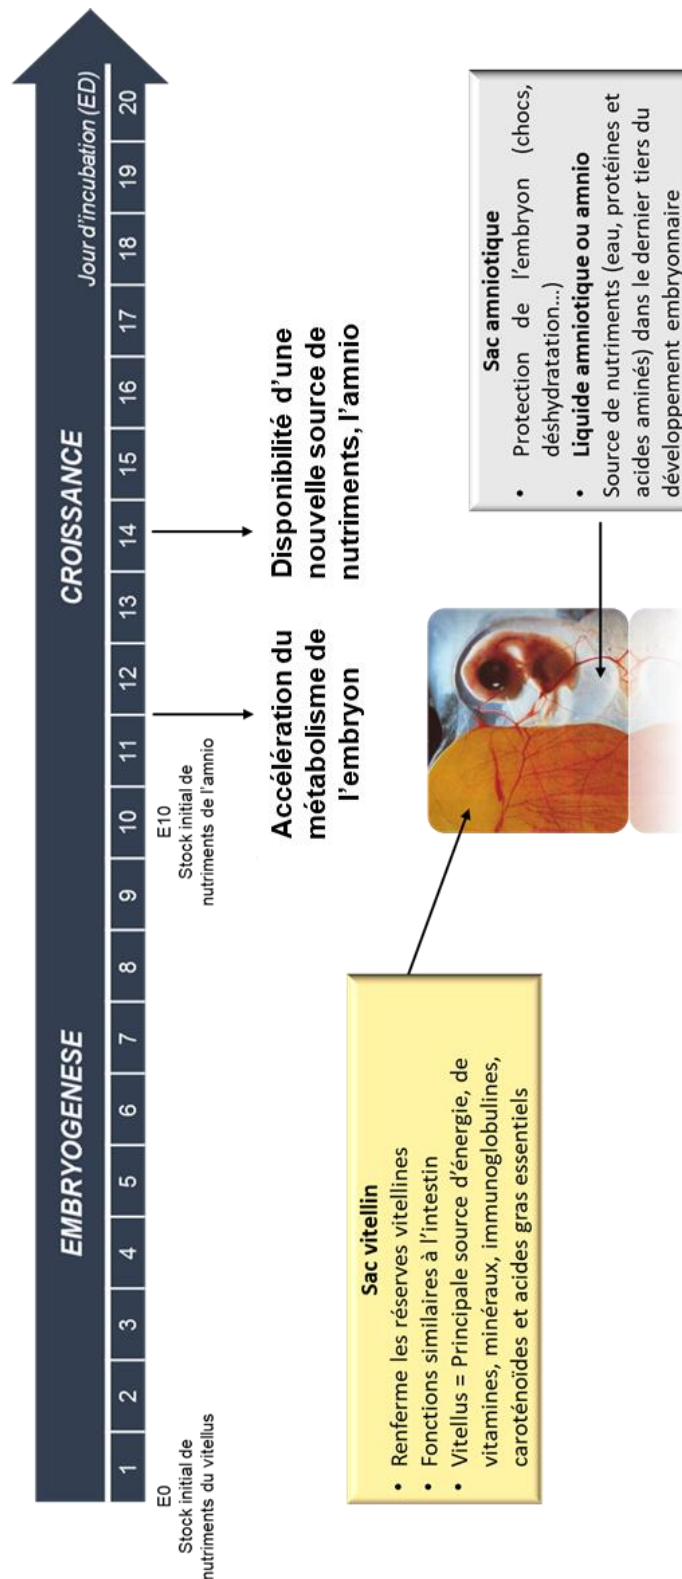 EMBRYOGENESE
CROISSANCE
Jour d'incubation (ED)
1 2 3 4 5 6 7 8 9 10 11 12 13 14 15 16 17 18 19 20
E0
Stock initial de
nutriments du vitellus
E10
Stock initial de
nutriments de l'amnio
Accélération du
métabolisme de
l'embryon
Disponibilité d'une
nouvelle source de
nutriments, l'amnio
Sac vitellin
• Renferme les réserves vitellines
• Fonctions similaires à l'intestin
• Vitellus = Principale source d'énergie, de
vitamines, minéraux, immunoglobulines,
caroténoïdes et acides gras essentiels
Sac amniotique
• Protection de l'embryon (chocs,
déshydratation...)
• Liquide amniotique ou amnio
Source de nutriments (eau, protéines et
acides aminés) dans le dernier tiers du
développement embryonnaire